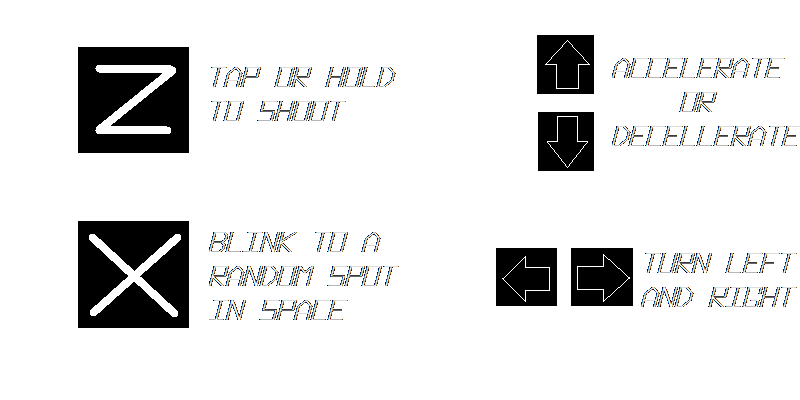 Z
TAP OR HOLD
TO SHOOT
X
BLINK TO A
RANDOM SPOT
IN SPACE
ACCELERATE
OR
DECELLERATE
TURN LEFT
AND RIGHT